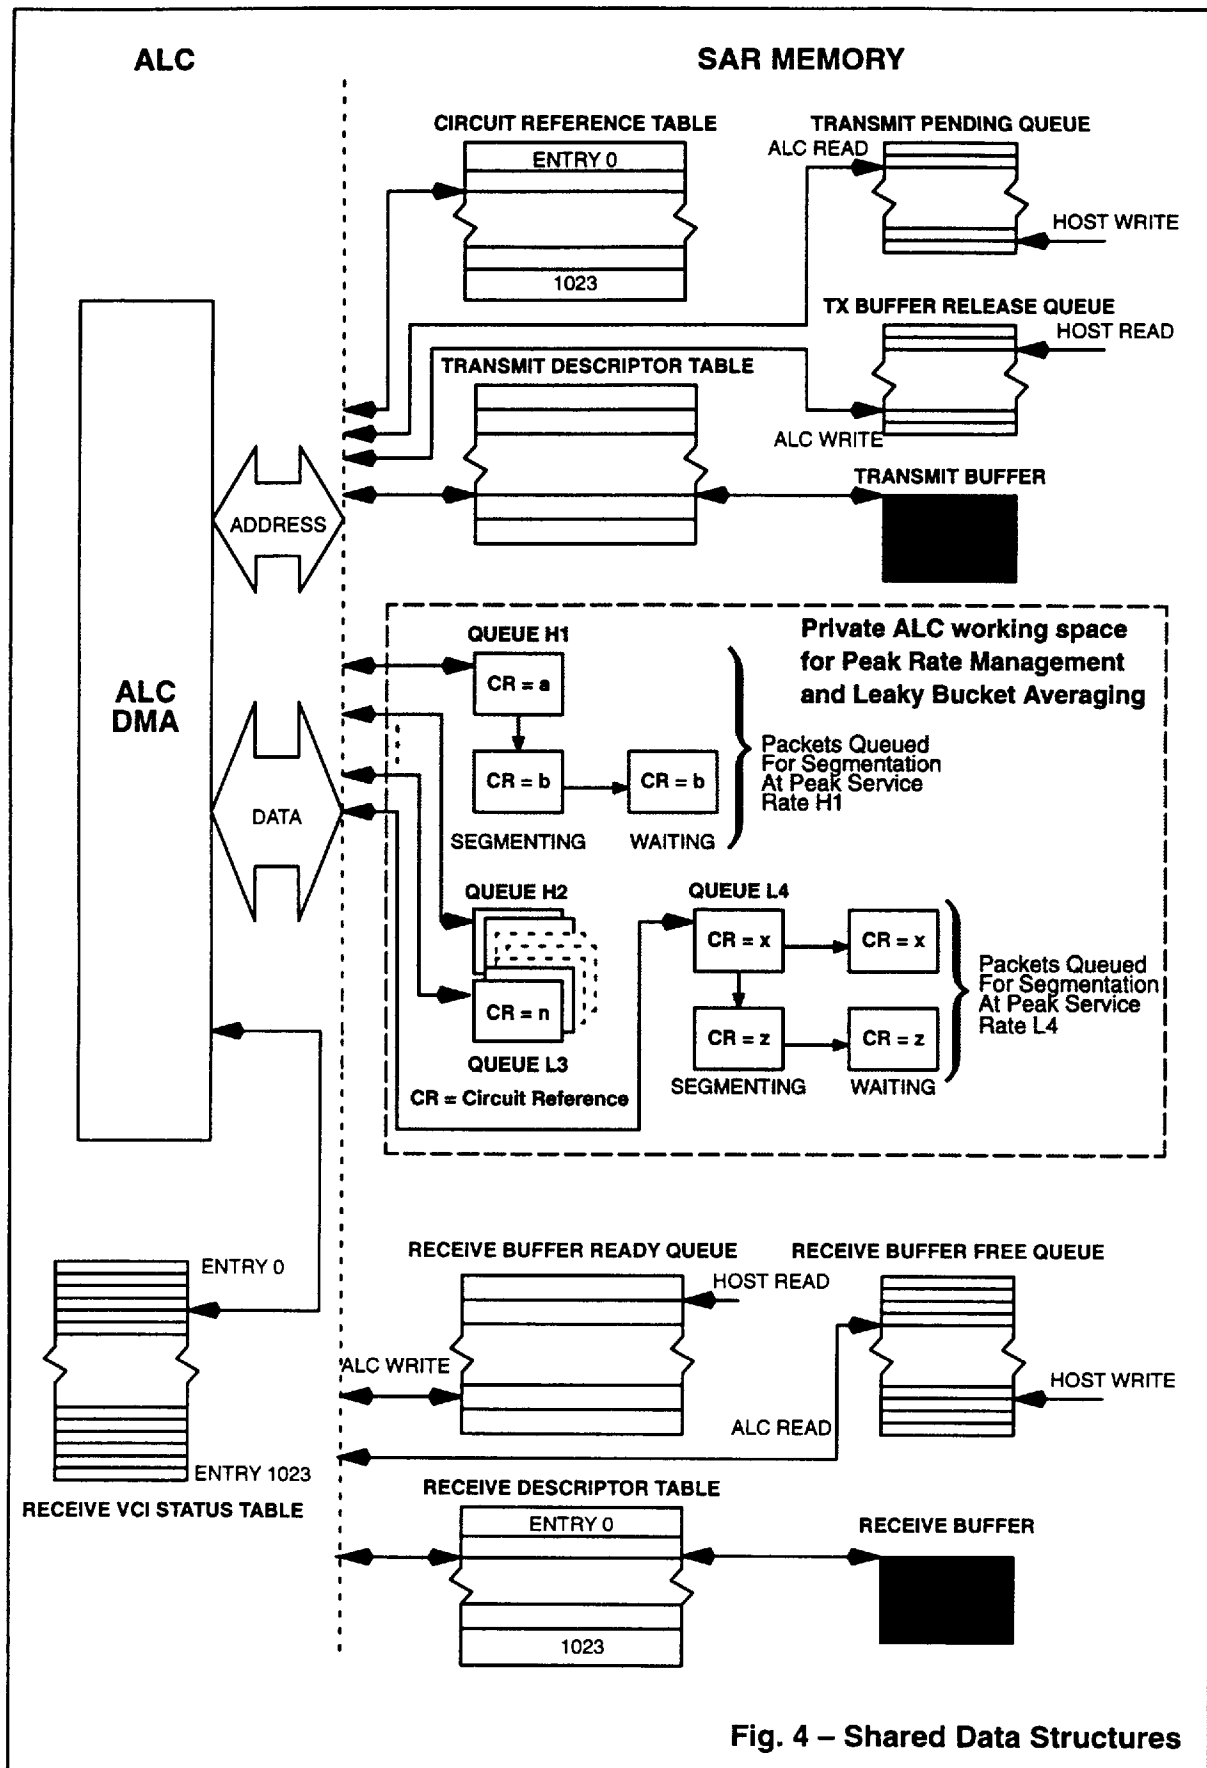 ALC
SAR MEMORY
CIRCUIT REFERENCE TABLE
TRANSMIT PENDING QUEUE
ALC READ
ENTRY 0
HOST WRITE
1023
TX BUFFER RELEASE QUEUE
HOST READ
TRANSMIT DESCRIPTOR TABLE
ALC WRITE
TRANSMIT BUFFER
ADDRESS
Private ALC working space
for Peak Rate Management
and Leaky Bucket Averaging
QUEUE H1
CR = a
ALC
DMA
Packets Queued
For Segmentation
At Peak Service
Rate H1
CR = b
CR = b
DATA
SEGMENTING
WAITING
QUEUE H2
QUEUE L4
CR = x
CR = x
Packets Queued
For Segmentation
At Peak Service
Rate L4
CR = n
CR = z
CR = z
QUEUE L3
SEGMENTING
WAITING
CR = Circuit Reference
RECEIVE BUFFER READY QUEUE
RECEIVE BUFFER FREE QUEUE
ENTRY 0
HOST READ
ALC WRITE
HOST WRITE
ALC READ
ENTRY 1023
RECEIVE VCI STATUS TABLE
RECEIVE DESCRIPTOR TABLE
ENTRY 0
RECEIVE BUFFER
1023
Fig. 4 – Shared Data Structures